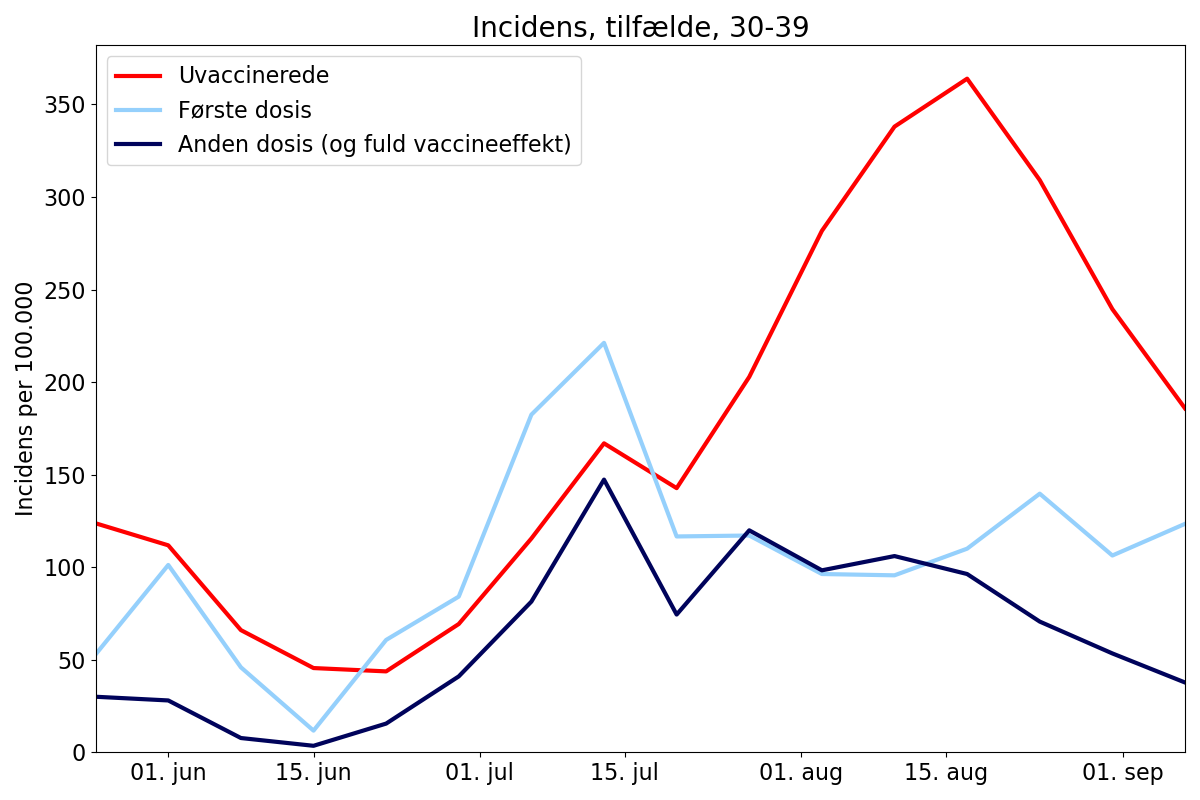 Incidens, tilfælde, 30-39
Uvaccinerede
Første dosis
Anden dosis (og fuld vaccineeffekt)
Incidens per 100.000
350
300
250
200
150
100
50
0
01. jun
15. jun
01. jul
15. jul
01. aug
15. aug
01. sep